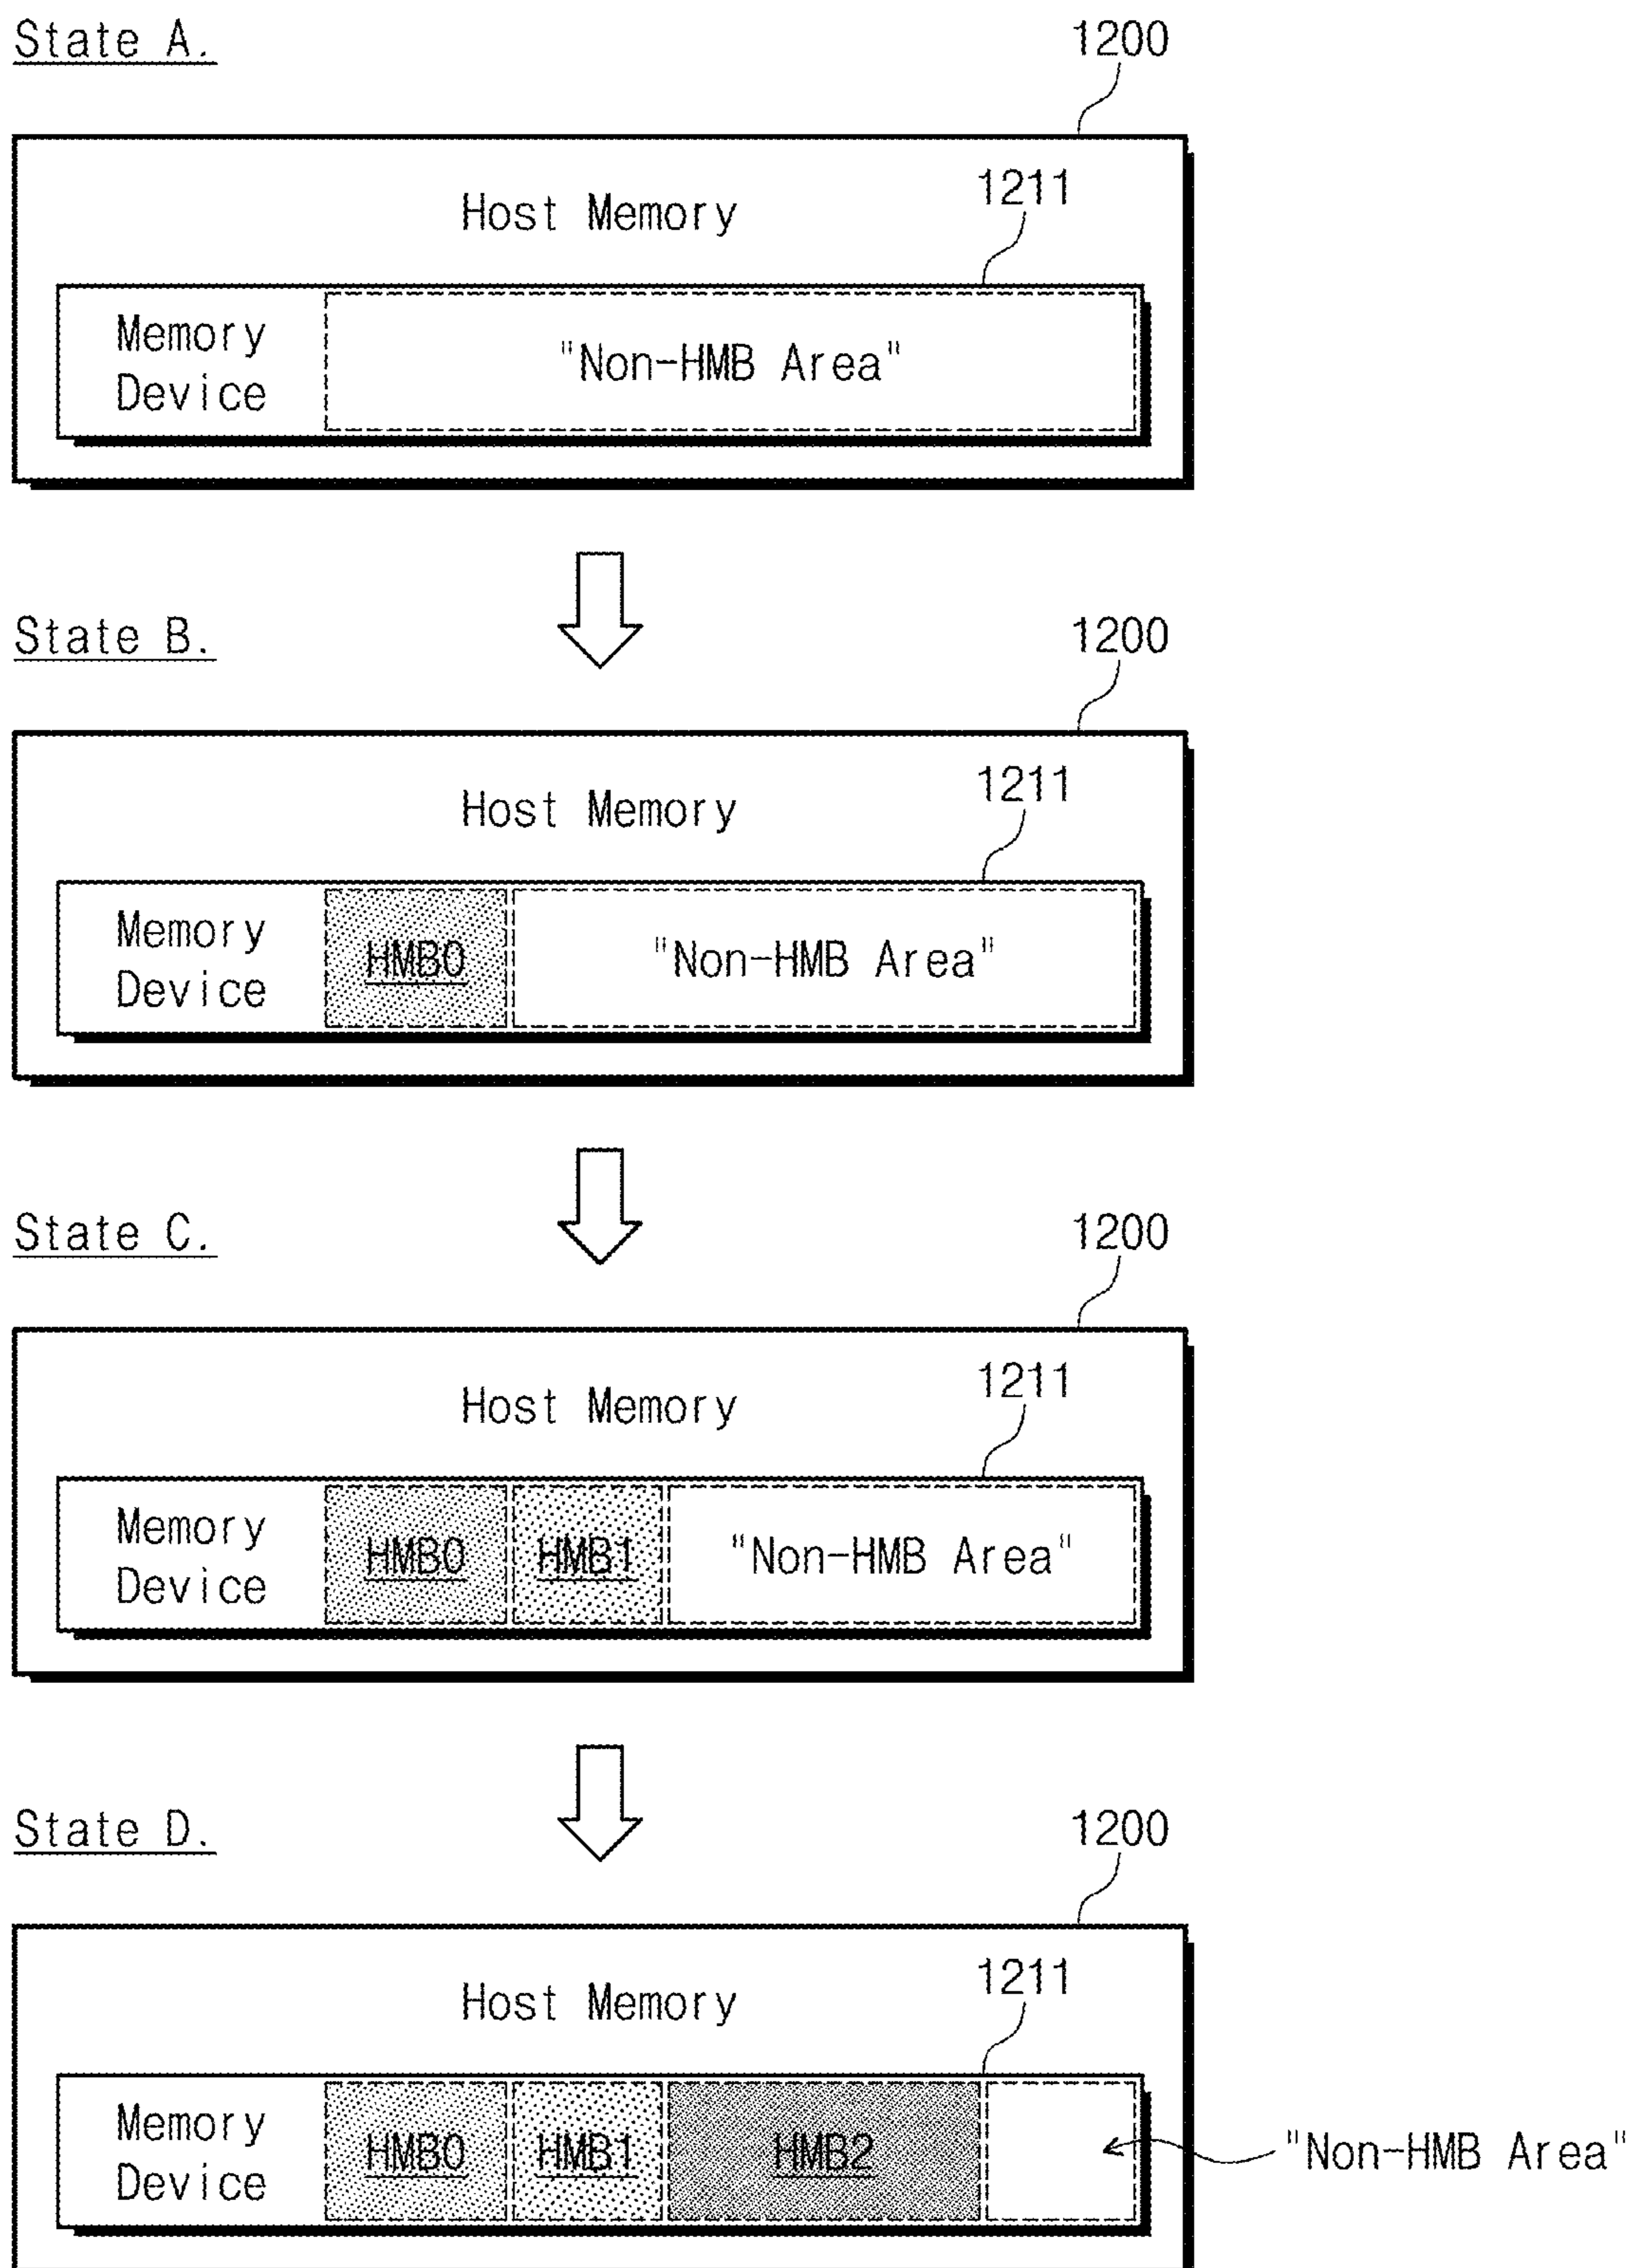 State A.
1200
1211
Host Memory
Memory
Device
"Non-HMB Area"
State B.
1200
1211
Host Memory
Memory
Device
HMB0
"Non-HMB Area"
State C.
1200
1211
Host Memory
Memory
Device
HMB0
HMB1
"Non-HMB Area"
State D.
1200
1211
Host Memory
Memory
Device
HMB0
HMB1
HMB2
"Non-HMB Area"